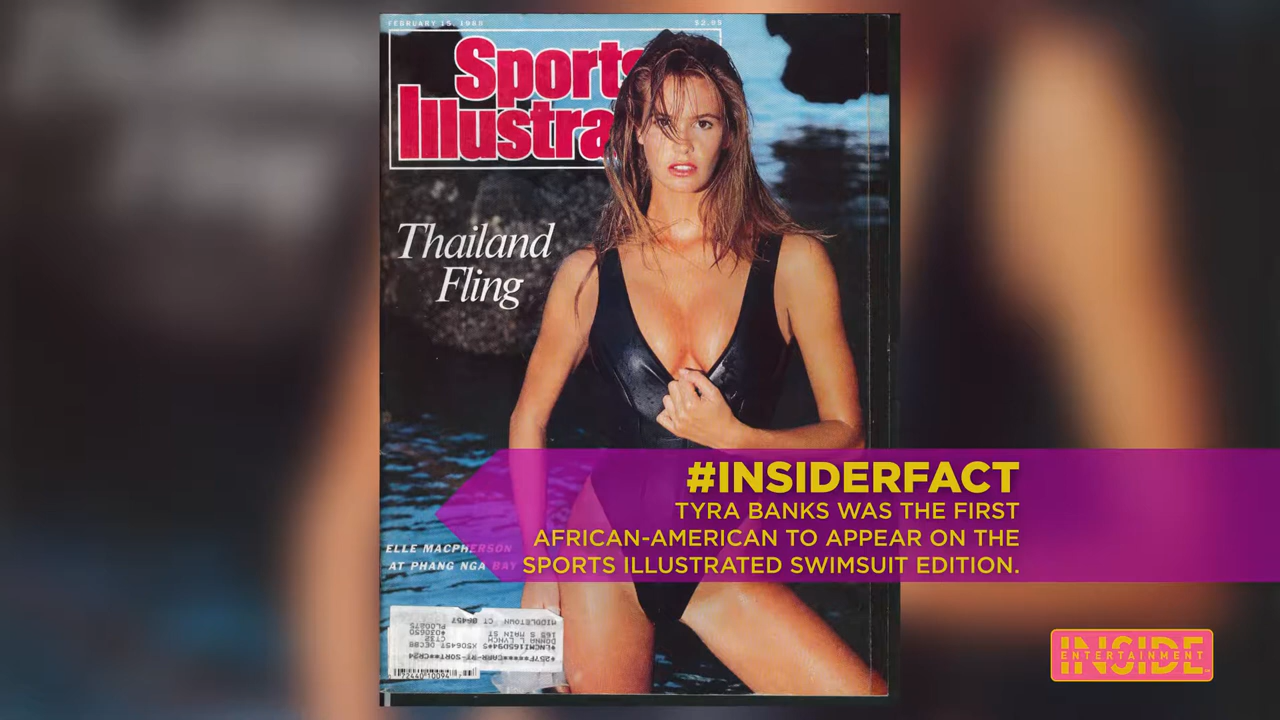 FEBRUARY 15, 1988 $2.95
Sports
Illustra
Thailand
Fling
#INSIDERFACT
TYRA BANKS WAS THE FIRST
AFRICAN-AMERICAN TO APPEAR ON THE
SPORTS ILLUSTRATED SWIMSUIT EDITION.
ELLE MACPHERSON
AT PHANG NGA BAY
INSIDE
ENTERTAINMENT